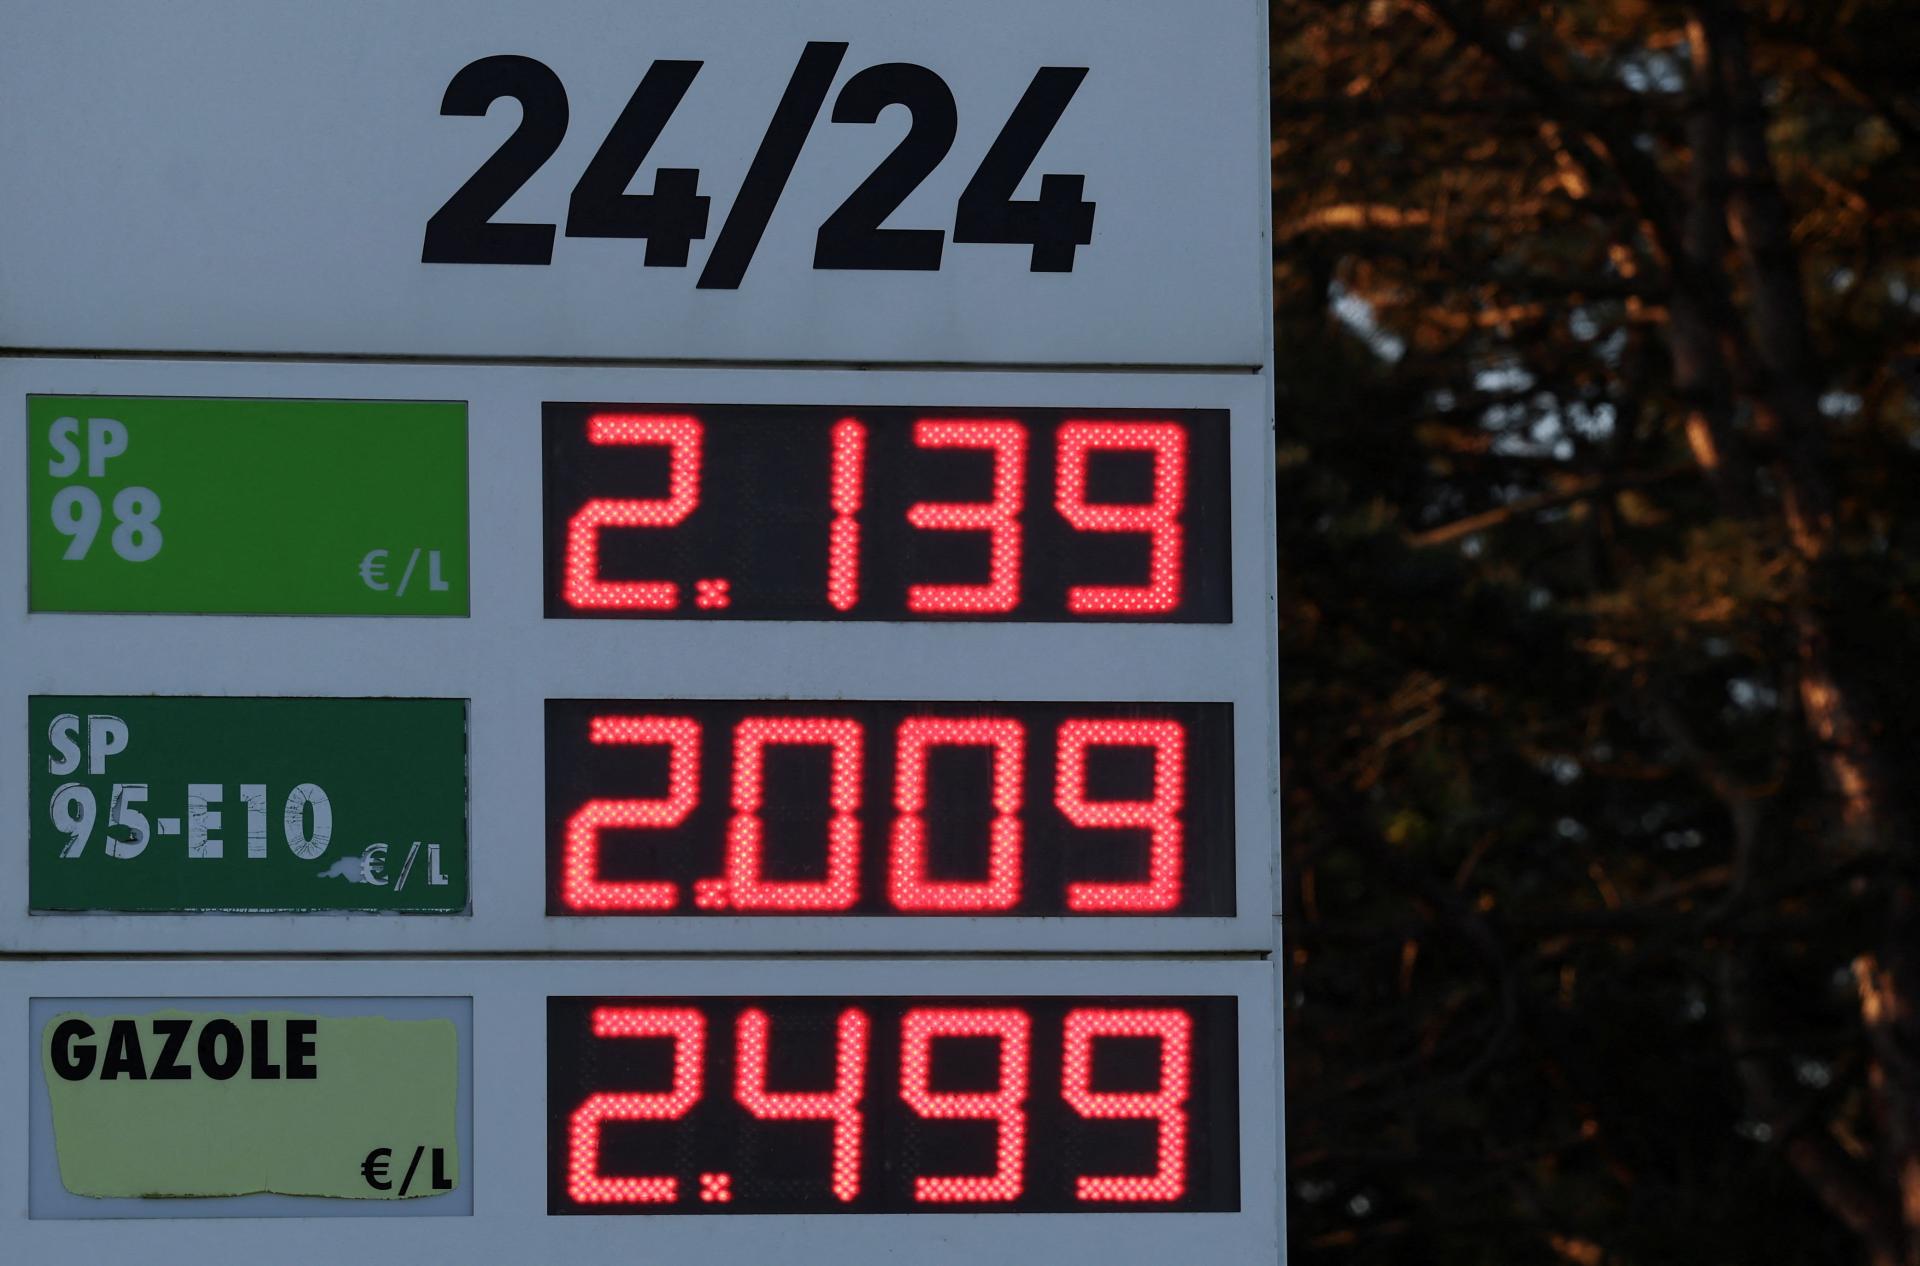 24/24
SP
98
€/L
2.139
SP
95-E10
€/L
2.009
GAZOLE
€/L
2.499